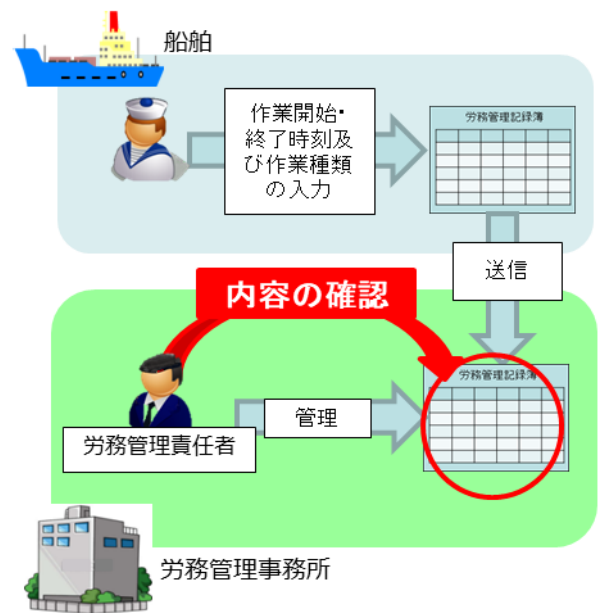 船舶
作業開始・
終了時刻及
び作業種類
の入力
労務管理記録簿
送信
内容の確認
労務管理記録簿
管理
労務管理責任者
労務管理事務所